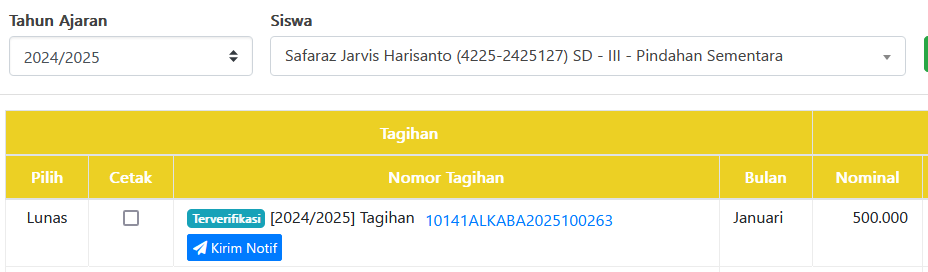 Tahun Ajaran
Siswa
2024/2025
Safaraz Jarvis Harisanto (4225-2425127) SD - III - Pindahan Sementara
Tagihan
Pilih
Cetak
Nomor Tagihan
Bulan
Nominal
Lunas
Terverifikasi [2024/2025] Tagihan 10141ALKABA2025100263
Januari
500.000
Kirim Notif